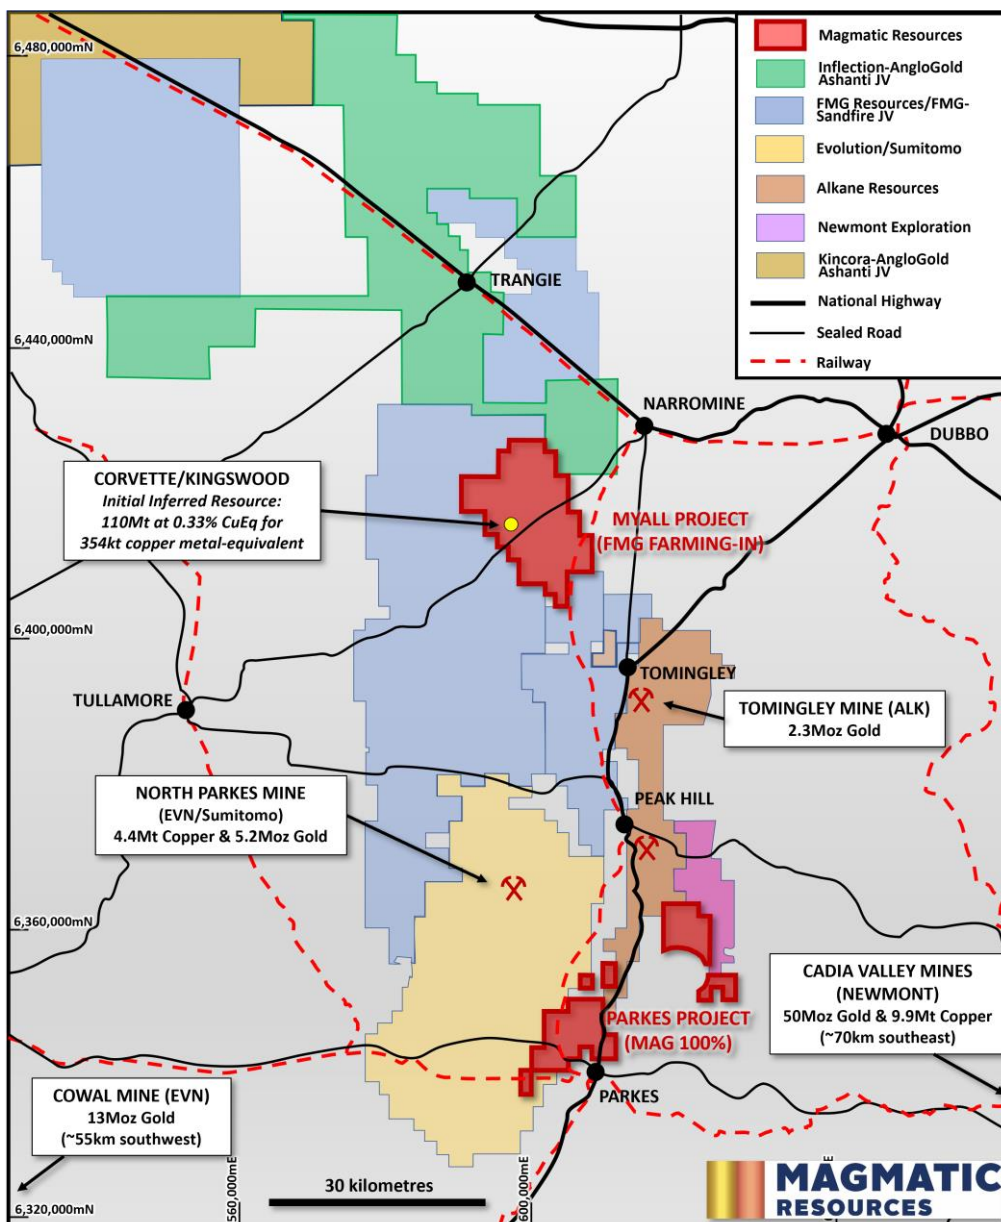 6,480,000mN
Magmatic Resources
Inflection-AngloGold
Ashanti JV
FMG Resources/FMG-
Sandfire JV
Evolution/Sumitomo
Alkane Resources
Newmont Exploration
Kincora-AngloGold
Ashanti JV
National Highway
Sealed Road
Railway
TRANGIE
6,440,000mN
NARROMINE
DUBBO
CORVETTE/KINGSWOOD
Initial Inferred Resource:
110Mt at 0.33% CuEq for
354kt copper metal-equivalent
MYALL PROJECT
(FMG FARMING-IN)
6,400,000mN
TOMINGLEY
TULLAMORE
TOMINGLEY MINE (ALK)
2.3Moz Gold
NORTH PARKES MINE
(EVN/Sumitomo)
4.4Mt Copper & 5.2Moz Gold
PEAK HILL
6,360,000mN
CADIA VALLEY MINES
(NEWMONT)
50Moz Gold & 9.9Mt Copper
(~70km southeast)
PARKES PROJECT
(MAG 100%)
COWAL MINE (EVN)
13Moz Gold
(~55km southwest)
PARKES
560,000mE
600,000mE
30 kilometres
MAGMATIC
RESOURCES
6,320,000mN